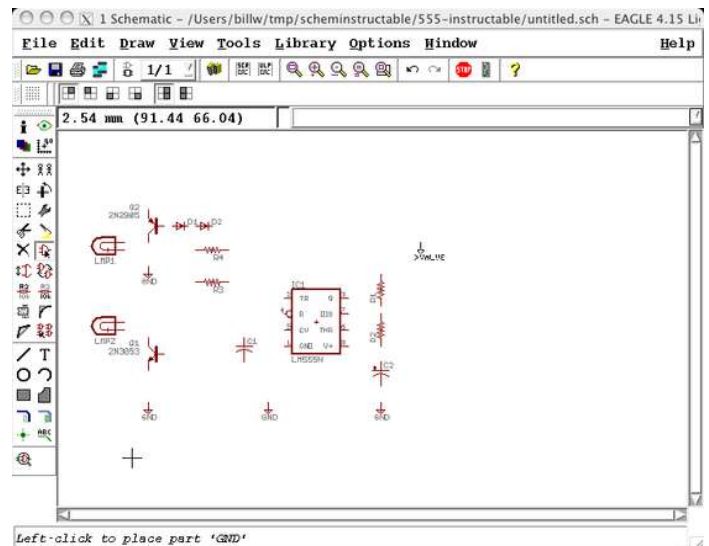 1 Schematic - /Users/billw/tmp/scheminstructable/555-instructable/untitled.sch - EAGLE 4.15 Li
File Edit Draw View Tools Library Options Window Help
1/1
2.54 mm (91.44 66.04)
Q2
2N2905
D1 D2
LMP1
R4
GND
R3
>VALUE
IC1
TR Q
R DIS
CV THR
GND V+
LM555N
R1
R2
LMP2
Q1
2N3053
C1
C2
GND
GND
GND
Left-click to place part 'GND'